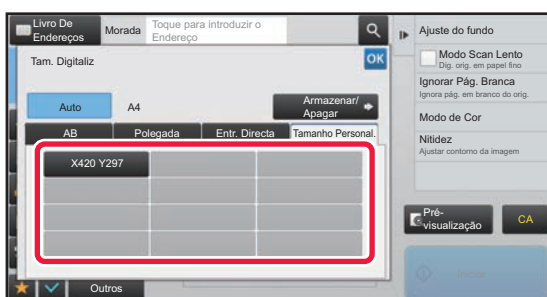 Livro De
Endereços
Morada
Toque para introduzir o
Endereço
Tam. Digitaliz
OK
Auto
A4
Armazenar/
Apagar
AB
Polegada
Entr. Directa
Tamanho Personal.
X420 Y297
Outros
Ajuste do fundo
Modo Scan Lento
Dig. orig. em papel fino
Ignorar Pág. Branca
Ignora pág. em branco do orig.
Modo de Cor
Nitidez
Ajustar contorno da imagem
Pré-
visualização
CA